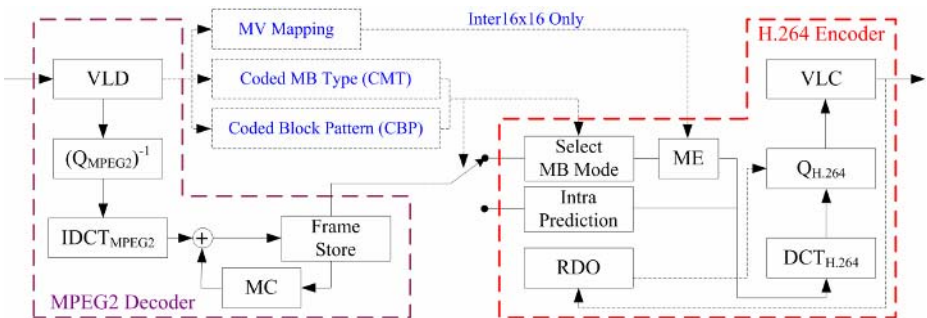 Inter16x16 Only
MV Mapping
H.264 Encoder
VLD
Coded MB Type (CMT)
VLC
Coded Block Pattern (CBP)
(QMPEG2)-1
Select
MB Mode
ME
QH.264
Intra
Prediction
IDCTMPEG2
+
Frame
Store
RDO
DCTH.264
MC
MPEG2 Decoder